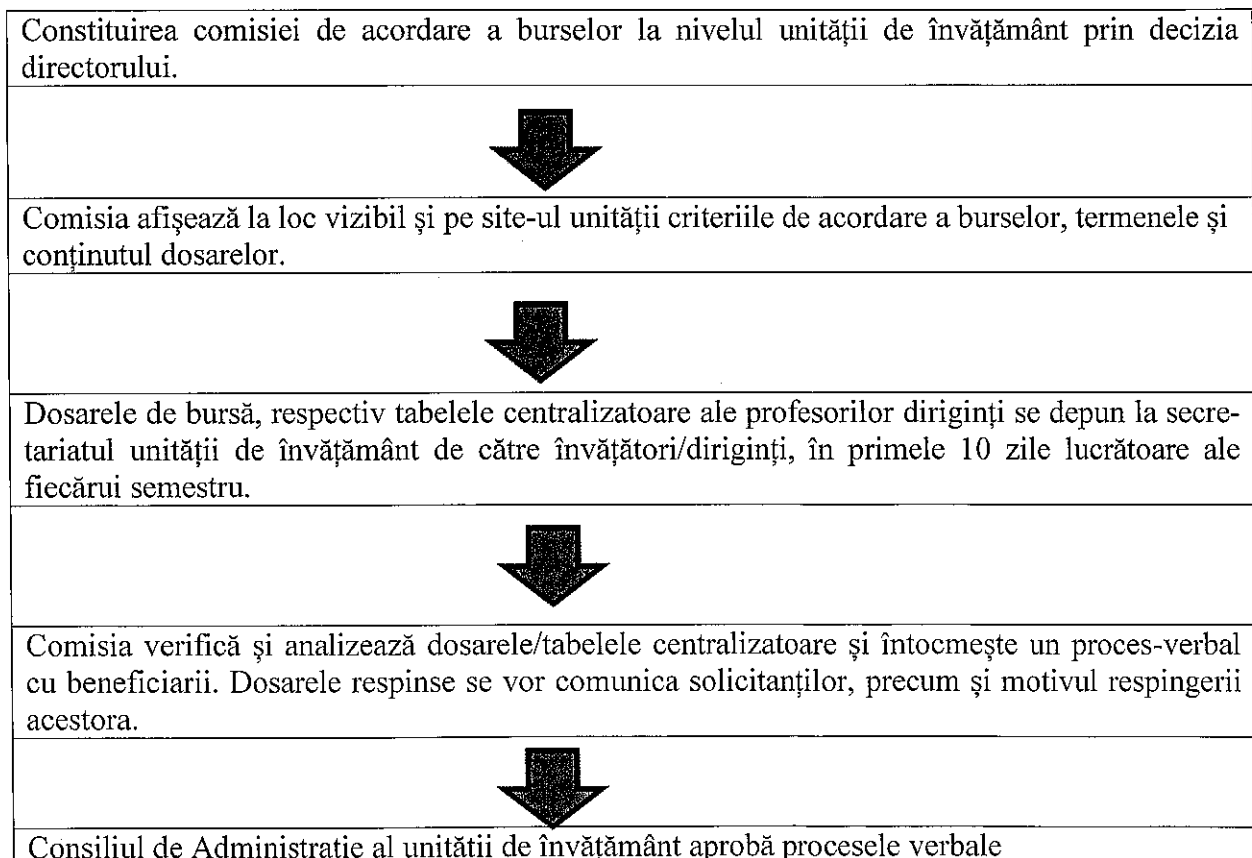 Constituirea comisiei de acordare a burselor la nivelul unității de învățământ prin decizia
directorului.
Comisia afișează la loc vizibil și pe site-ul unității criteriile de acordare a burselor, termenele și
conținutul dosarelor.
Dosarele de bursă, respectiv tabelele centralizatoare ale profesorilor diriginți se depun la secre-
tariatul unității de învățământ de către învățători/diriginți, în primele 10 zile lucrătoare ale
fiecărui semestru.
Comisia verifică și analizează dosarele/tabelele centralizatoare și întocmește un proces-verbal
cu beneficiarii. Dosarele respinse se vor comunica solicitanților, precum și motivul respingerii
acestora.
Consiliul de Administrație al unității de învățământ aprobă procesele verbale